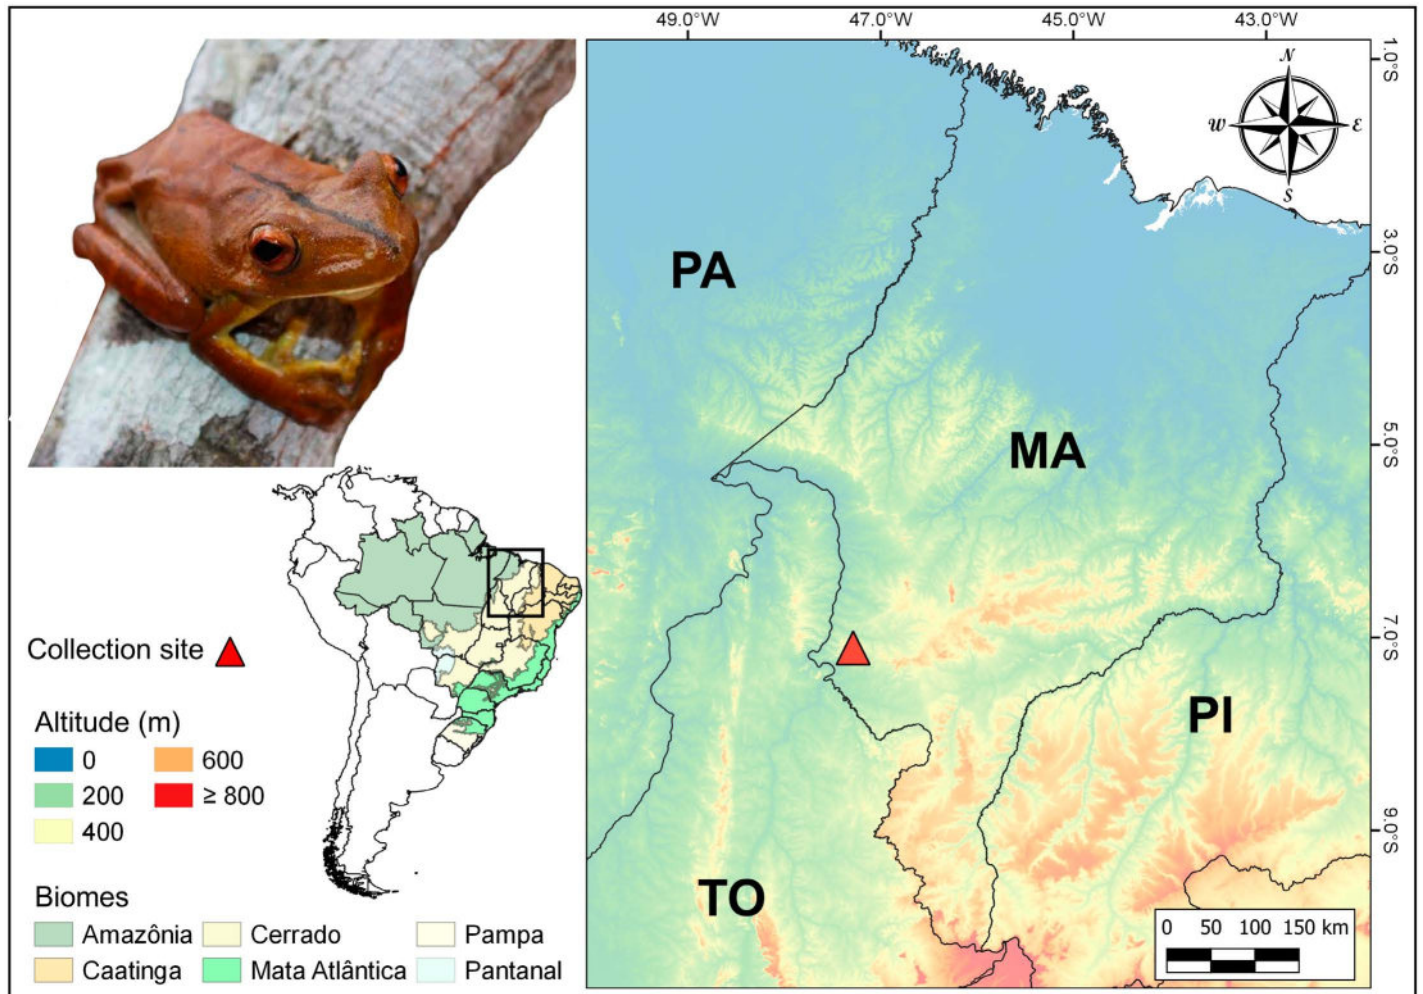 49.0°W 47.0°W 45.0°W 43.0°W
1.0°S
N
W E
S
3.0°S
PA
MA
5.0°S
Collection site
7.0°S
PI
Altitude (m)
0 600
200 ≥ 800
400
9.0°S
TO
Biomes
Amazônia Cerrado Pampa
Caatinga Mata Atlântica Pantanal
0 50 100 150 km